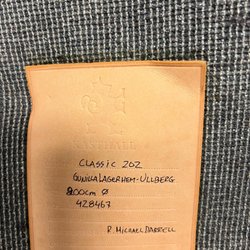 KASTHALL
CLASSIC 202
GUNILLA LAGERHEM-ULLBERG
200cm Ø
428467
R. MICHAEL DARRELL